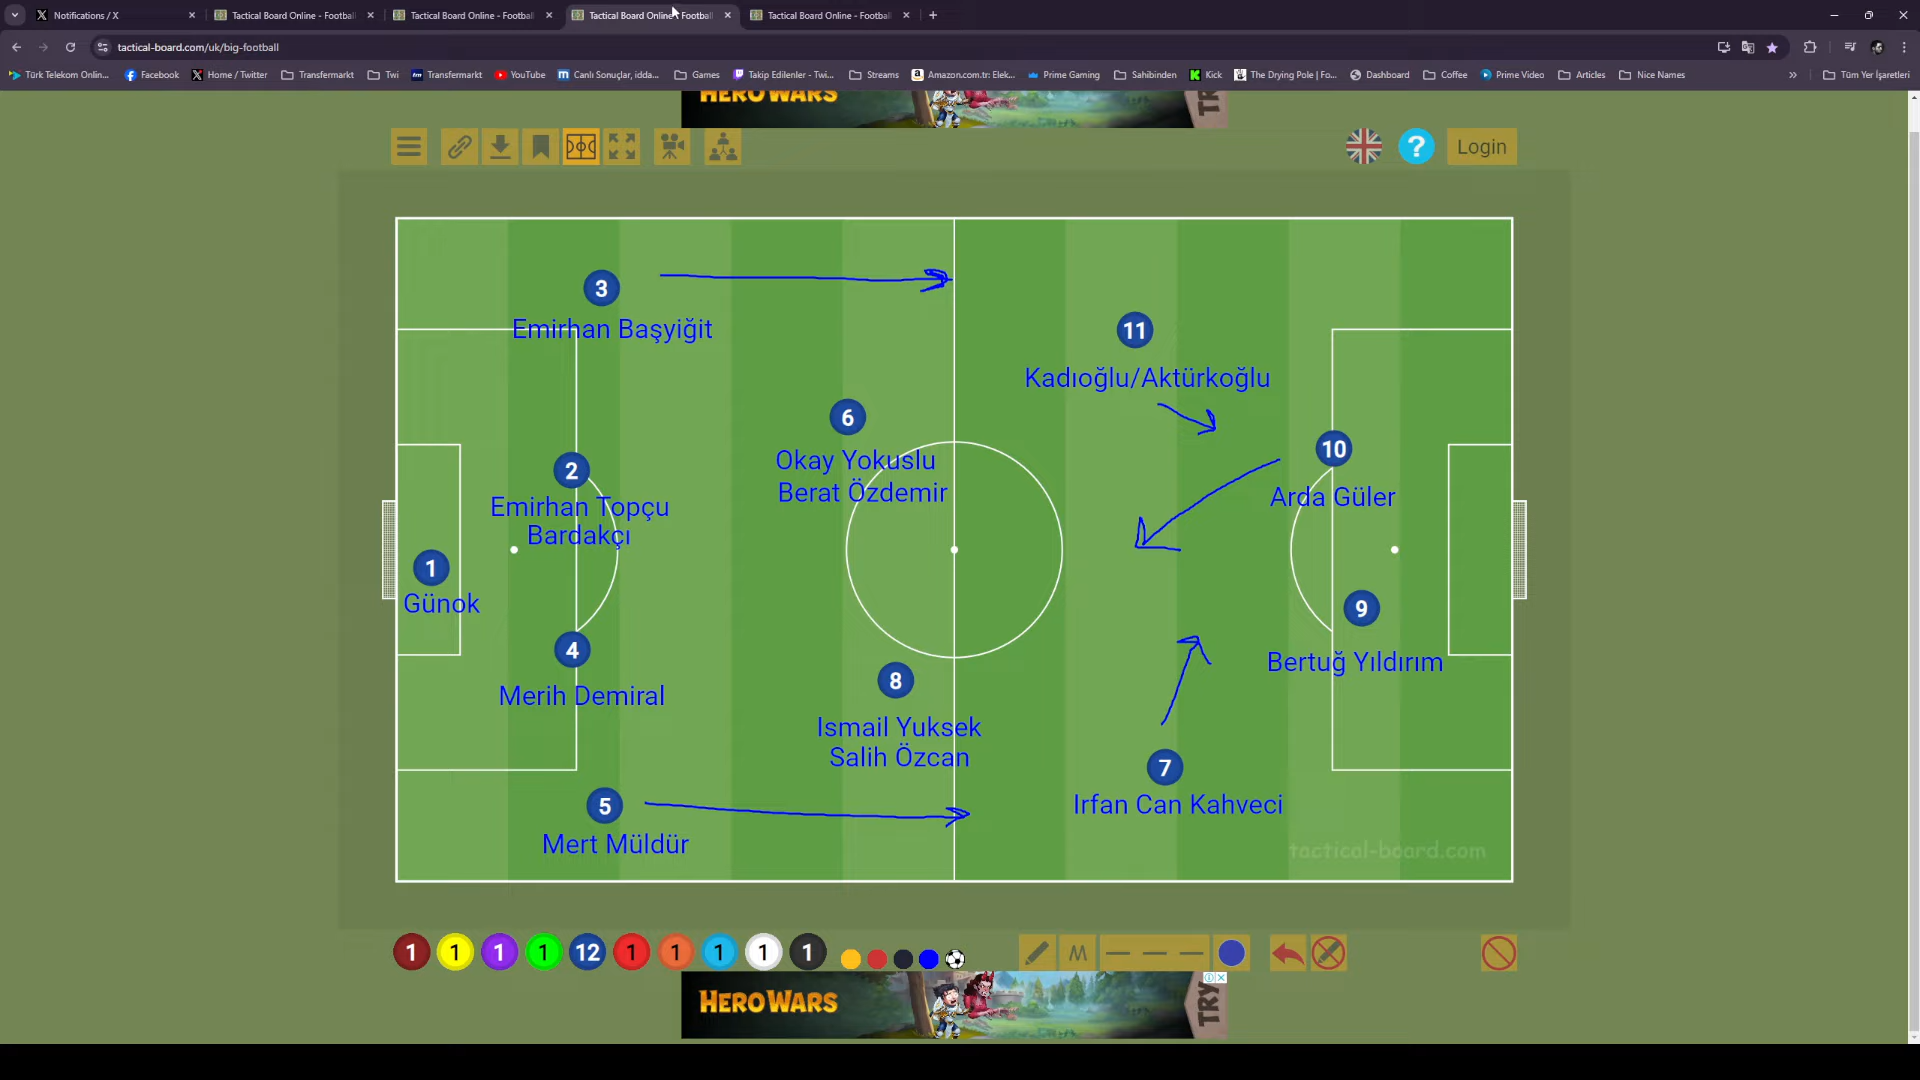 Notifications / X
Tactical Board Online - Footbal
Tactical Board Online - Footbal
Tactical Board Online - Footbal
Tactical Board Online - Footbal
tactical-board.com/uk/big-football
Türk Telekom Onlin...
Facebook
Home / Twitter
Transfermarkt
Twi
Transfermarkt
YouTube
Canlı Sonuçlar, idda...
Games
Takip Edilenler - Twi...
Streams
Amazon.com.tr: Elek...
Prime Gaming
Sahibinden
Kick
The Drying Pole | Fo...
Dashboard
Coffee
Prime Video
Articles
Nice Names
»
Tüm Yer İşaretleri
HERO WARS
TRY
?
Login
3
Emirhan Başyiğit
11
Kadıoğlu/Aktürkoğlu
6
Okay Yokuslu
Berat Özdemir
10
Arda Güler
2
Emirhan Topçu
Bardakçı
1
Günok
9
Bertuğ Yıldırım
4
Merih Demiral
8
Ismail Yuksek
Salih Özcan
7
Irfan Can Kahveci
5
Mert Müldür
tactical-board.com
1
1
1
1
12
1
1
1
1
1
M
HERO WARS
TRY